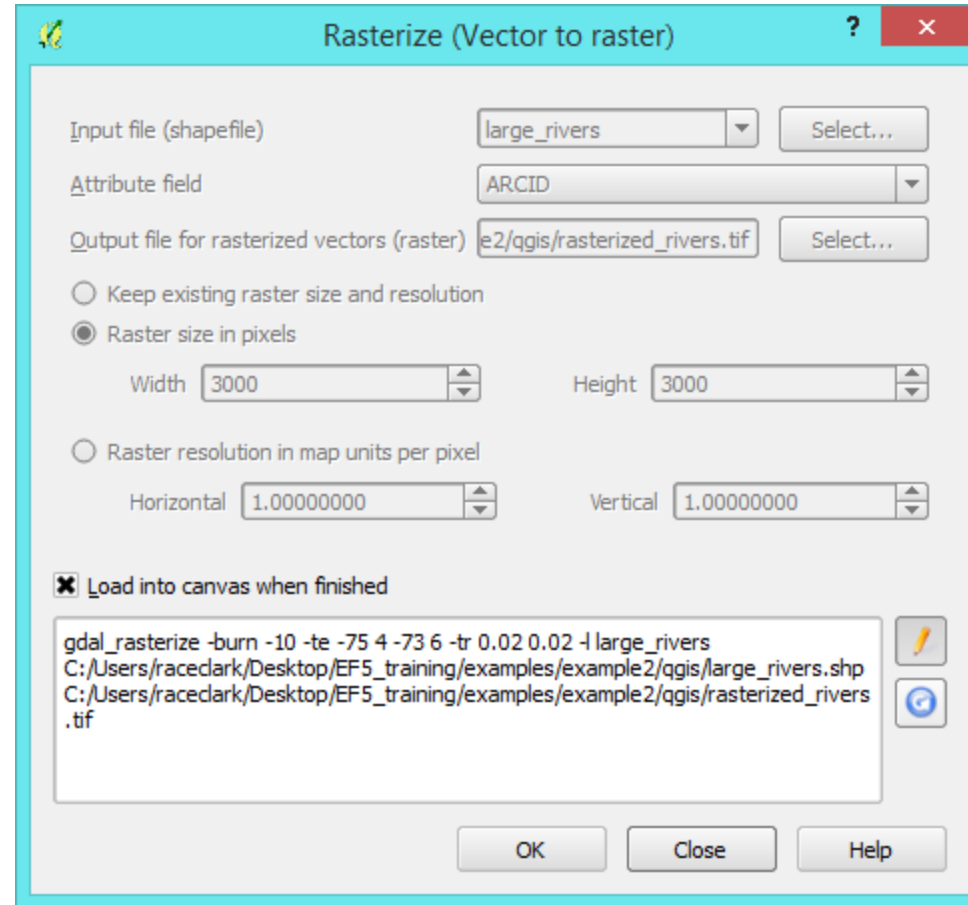 Rasterize (Vector to raster)
?
×
Input file (shapefile)
large_rivers
Select...
Attribute field
ARCID
Output file for rasterized vectors (raster)
e2/qgis/rasterized_rivers.tif
Select...
Keep existing raster size and resolution
Raster size in pixels
Width
3000
Height
3000
Raster resolution in map units per pixel
Horizontal
1.00000000
Vertical
1.00000000
Load into canvas when finished
gdal_rasterize -burn -10 -te -75 4 -73 6 -tr 0.02 0.02 -l large_rivers
C:/Users/raceclark/Desktop/EF5_training/examples/example2/qgis/large_rivers.shp
C:/Users/raceclark/Desktop/EF5_training/examples/example2/qgis/rasterized_rivers
.tif
OK
Close
Help